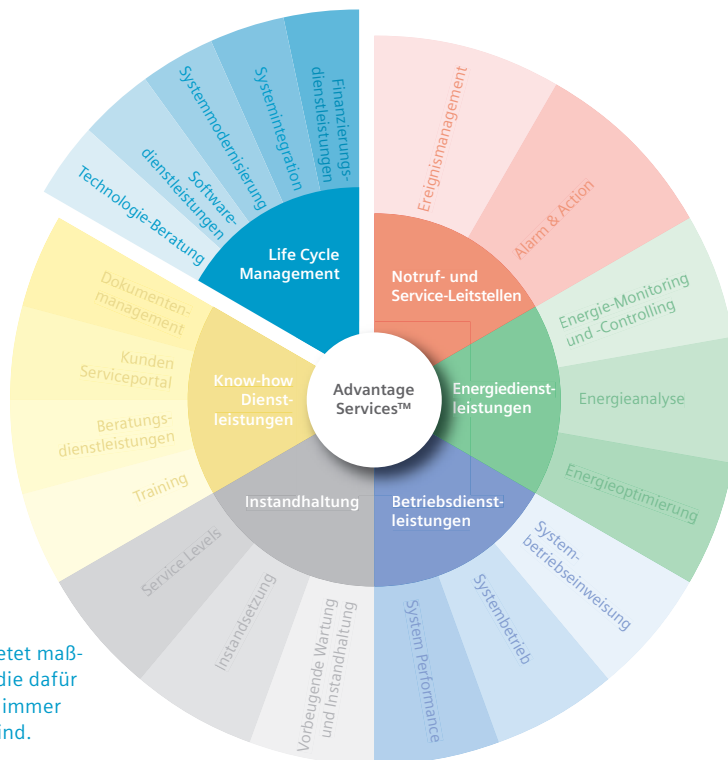 Finanzierungs-
dienstleistungen
Systemintegration
Systemmodernisierung
Software-
dienstleistungen
Technologie-Beratung
Life Cycle
Management
Ereignismanagement
Alarm & Action
Notruf- und
Service-Leitstellen
Energie-Monitoring
und -Controlling
Energieanalyse
Energieoptimierung
Energiedienst-
leistungen
System-
betriebseinweisung
Systembetrieb
System Performance
Betriebsdienst-
leistungen
Vorbeugende Wartung
und Instandhaltung
Instandsetzung
Service Levels
Instandhaltung
Training
Beratungs-
dienstleistungen
Kunden
Serviceportal
Dokumenten-
management
Know-how
Dienst-
leistungen
Advantage
Services™
etet maß-
die dafür
immer
ind.